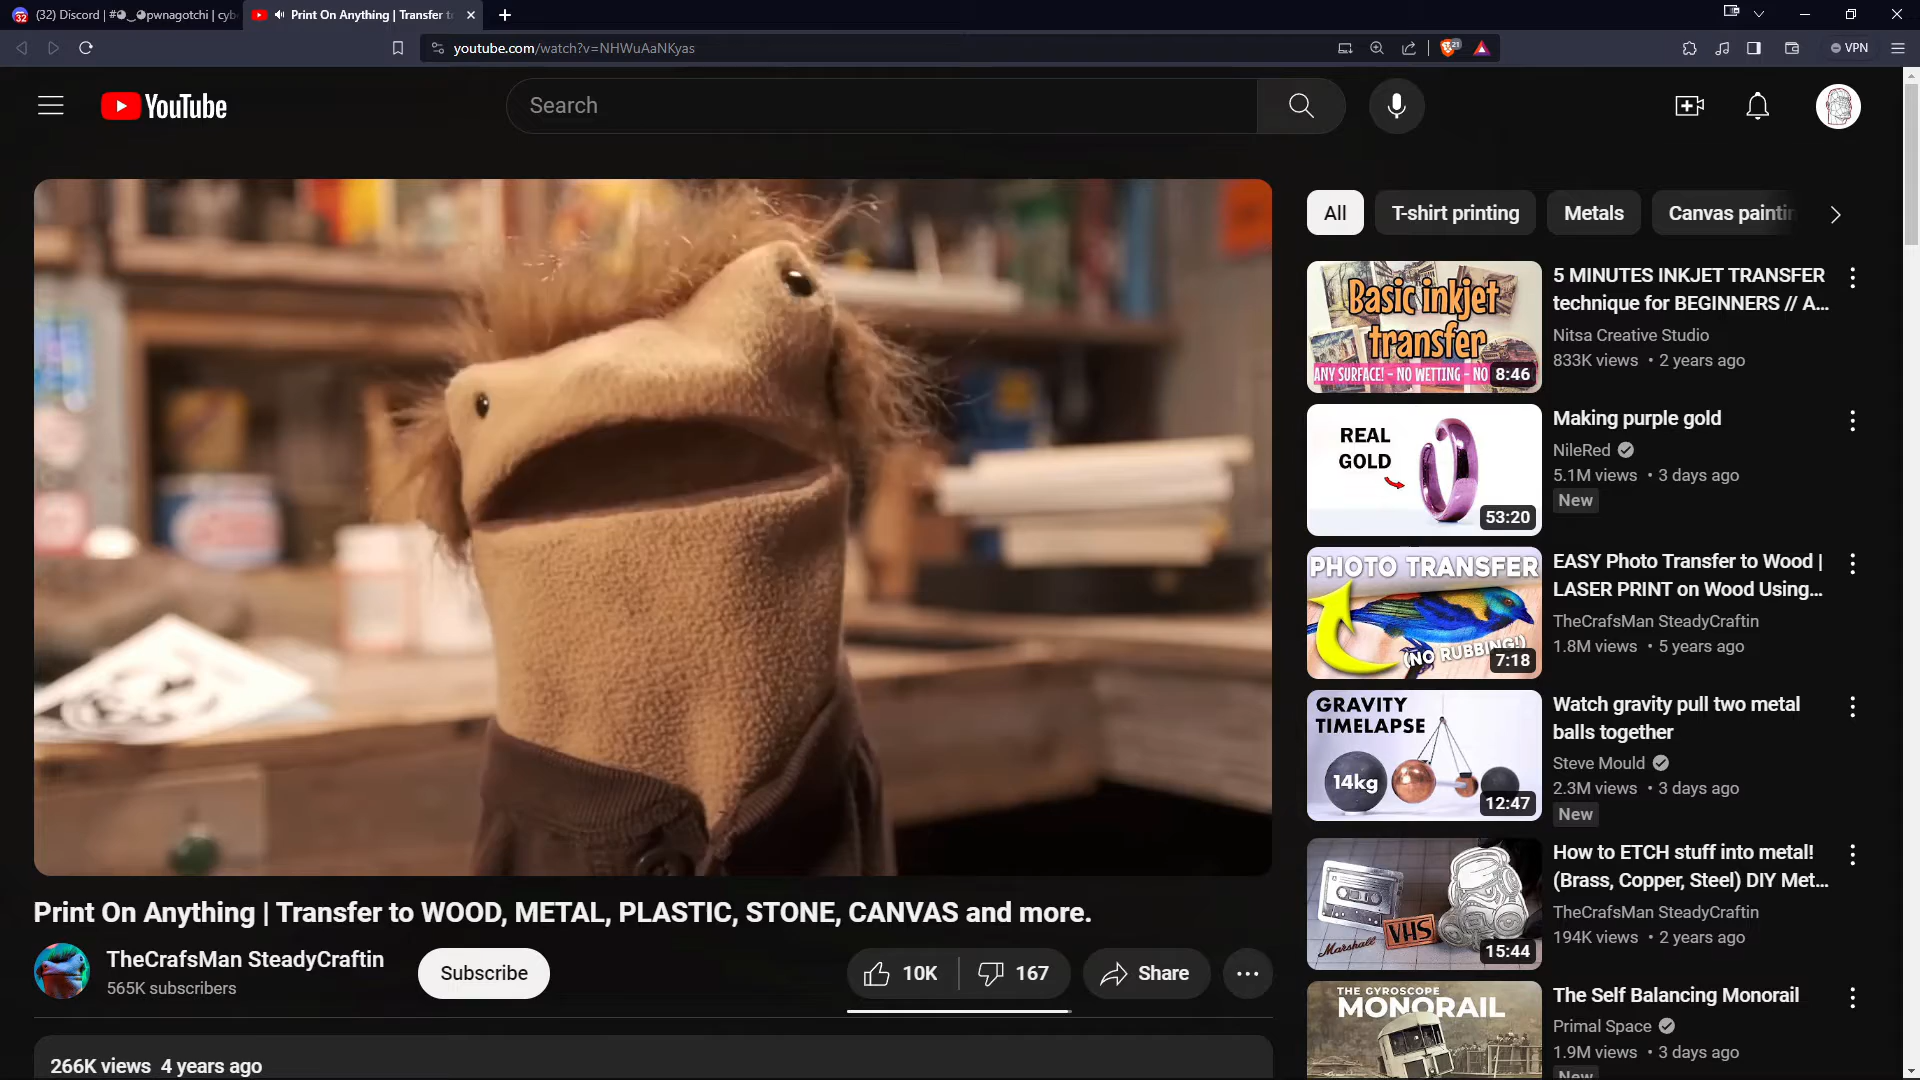 (32) Discord | #◕‿◕pwnagotchi | cyb
Print On Anything | Transfer t
youtube.com/watch?v=NHWuAaNKyas
21
VPN
YouTube
Search
All
T-shirt printing
Metals
Canvas paintin
Basic inkjet
transfer
ANY SURFACE! - NO WETTING - NO
8:46
5 MINUTES INKJET TRANSFER
technique for BEGINNERS // A...
Nitsa Creative Studio
833K views • 2 years ago
REAL
GOLD
53:20
Making purple gold
NileRed
5.1M views • 3 days ago
New
PHOTO TRANSFER
(NO RUBBING!)
7:18
EASY Photo Transfer to Wood |
LASER PRINT on Wood Using...
TheCrafsMan SteadyCraftin
1.8M views • 5 years ago
GRAVITY
TIMELAPSE
14kg
12:47
Watch gravity pull two metal
balls together
Steve Mould
2.3M views • 3 days ago
New
Marshall
VHS
15:44
How to ETCH stuff into metal!
(Brass, Copper, Steel) DIY Met...
TheCrafsMan SteadyCraftin
194K views • 2 years ago
THE GYROSCOPE
MONORAIL
The Self Balancing Monorail
Primal Space
1.9M views • 3 days ago
New
Print On Anything | Transfer to WOOD, METAL, PLASTIC, STONE, CANVAS and more.
TheCrafsMan SteadyCraftin
565K subscribers
Subscribe
10K
167
Share
266K views 4 years ago